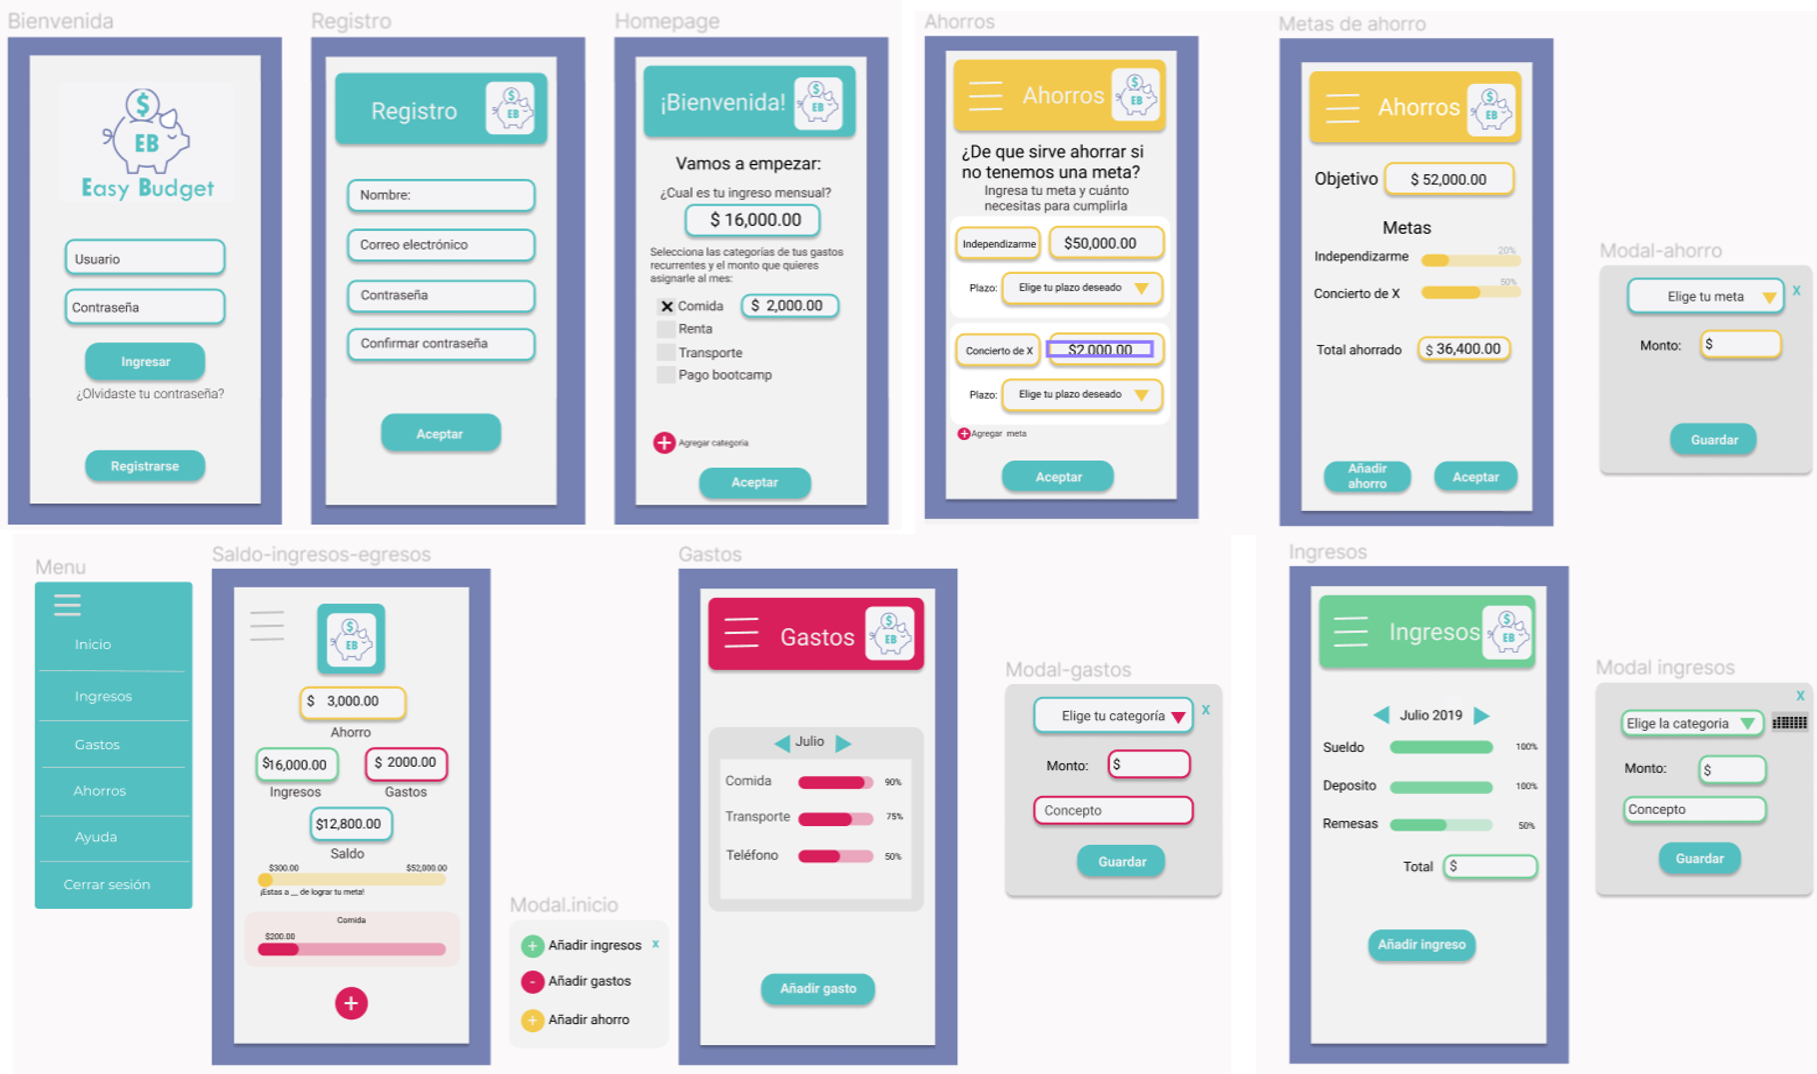 Bienvenida
$
EB
Easy Budget
Usuario
Contraseña
Ingresar
¿Olvidaste tu contraseña?
Registrarse
Registro
Registro
$
EB
Nombre:
Correo electrónico
Contraseña
Confirmar contraseña
Aceptar
Homepage
¡Bienvenida!
$
EB
Vamos a empezar:
¿Cual es tu ingreso mensual?
$ 16,000.00
Selecciona las categorías de tus gastos
recurrentes y el monto que quieres
asignarle al mes:
X Comida $ 2,000.00
Renta
Transporte
Pago bootcamp
+ Agregar categoria
Aceptar
Ahorros
Ahorros
$
EB
¿De que sirve ahorrar si
no tenemos una meta?
Ingresa tu meta y cuánto
necesitas para cumplirla
Independizarme $50,000.00
Plazo: Elige tu plazo deseado
Concierto de X $2,000.00
Plazo: Elige tu plazo deseado
+ Agregar meta
Aceptar
Metas de ahorro
Ahorros
$
EB
Objetivo $ 52,000.00
Metas
Independizarme 20%
Concierto de X 50%
Total ahorrado $ 36,400.00
Añadir
ahorro
Aceptar
Modal-ahorro
Elige tu meta X
Monto: $
Guardar
Menu
Inicio
Ingresos
Gastos
Ahorros
Ayuda
Cerrar sesión
Saldo-ingresos-egresos
$
EB
$ 3,000.00
Ahorro
$16,000.00 $ 2000.00
Ingresos Gastos
$12,800.00
Saldo
$300.00 $52,000.00
¡Estas a __ de lograr tu meta!
Comida
$200.00
+
Modal.inicio
+ Añadir ingresos x
- Añadir gastos
+ Añadir ahorro
Gastos
Gastos
$
EB
Julio
Comida 90%
Transporte 75%
Teléfono 50%
Añadir gasto
Modal-gastos
Elige tu categoría X
Monto: $
Concepto
Guardar
Ingresos
Ingresos
$
EB
Julio 2019
Sueldo 100%
Deposito 100%
Remesas 50%
Total $
Añadir ingreso
Modal ingresos
X
Elige la categoria
Monto: $
Concepto
Guardar